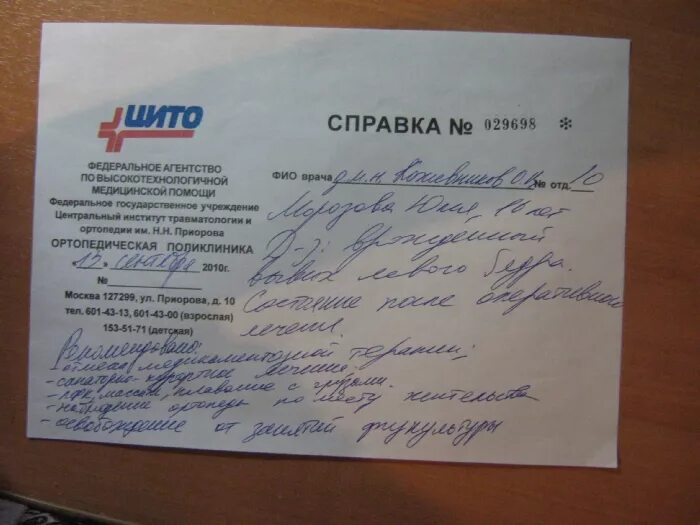 ЦИТО
ФЕДЕРАЛЬНОЕ АГЕНТСТВО
ПО ВЫСОКОТЕХНОЛОГИЧНОЙ
МЕДИЦИНСКОЙ ПОМОЩИ
Федеральное государственное учреждение
Центральный институт травматологии и
ортопедии им. Н.Н. Приорова
ОРТОПЕДИЧЕСКАЯ ПОЛИКЛИНИКА
сентября 2010г.
№
Москва 127299, ул. Приорова, д. 10
тел. 601-43-13, 601-43-00 (взрослая)
153-51-71 (детская)
СПРАВКА № 029698 *
ФИО врача д.м.н. Кожевников О.В. № отд. 10
Морозова Юлия, лет
Д-з: врождённый
вывих левого бедра.
Состояние после оперативного
лечения.
Рекомендовано:
- отмена медикаментозной терапии;
- санаторно-курортное лечение
- ЛФК, массаж, плавание с
- наблюдение ортопеда по месту жительства
- освобождение от занятий физкультуры